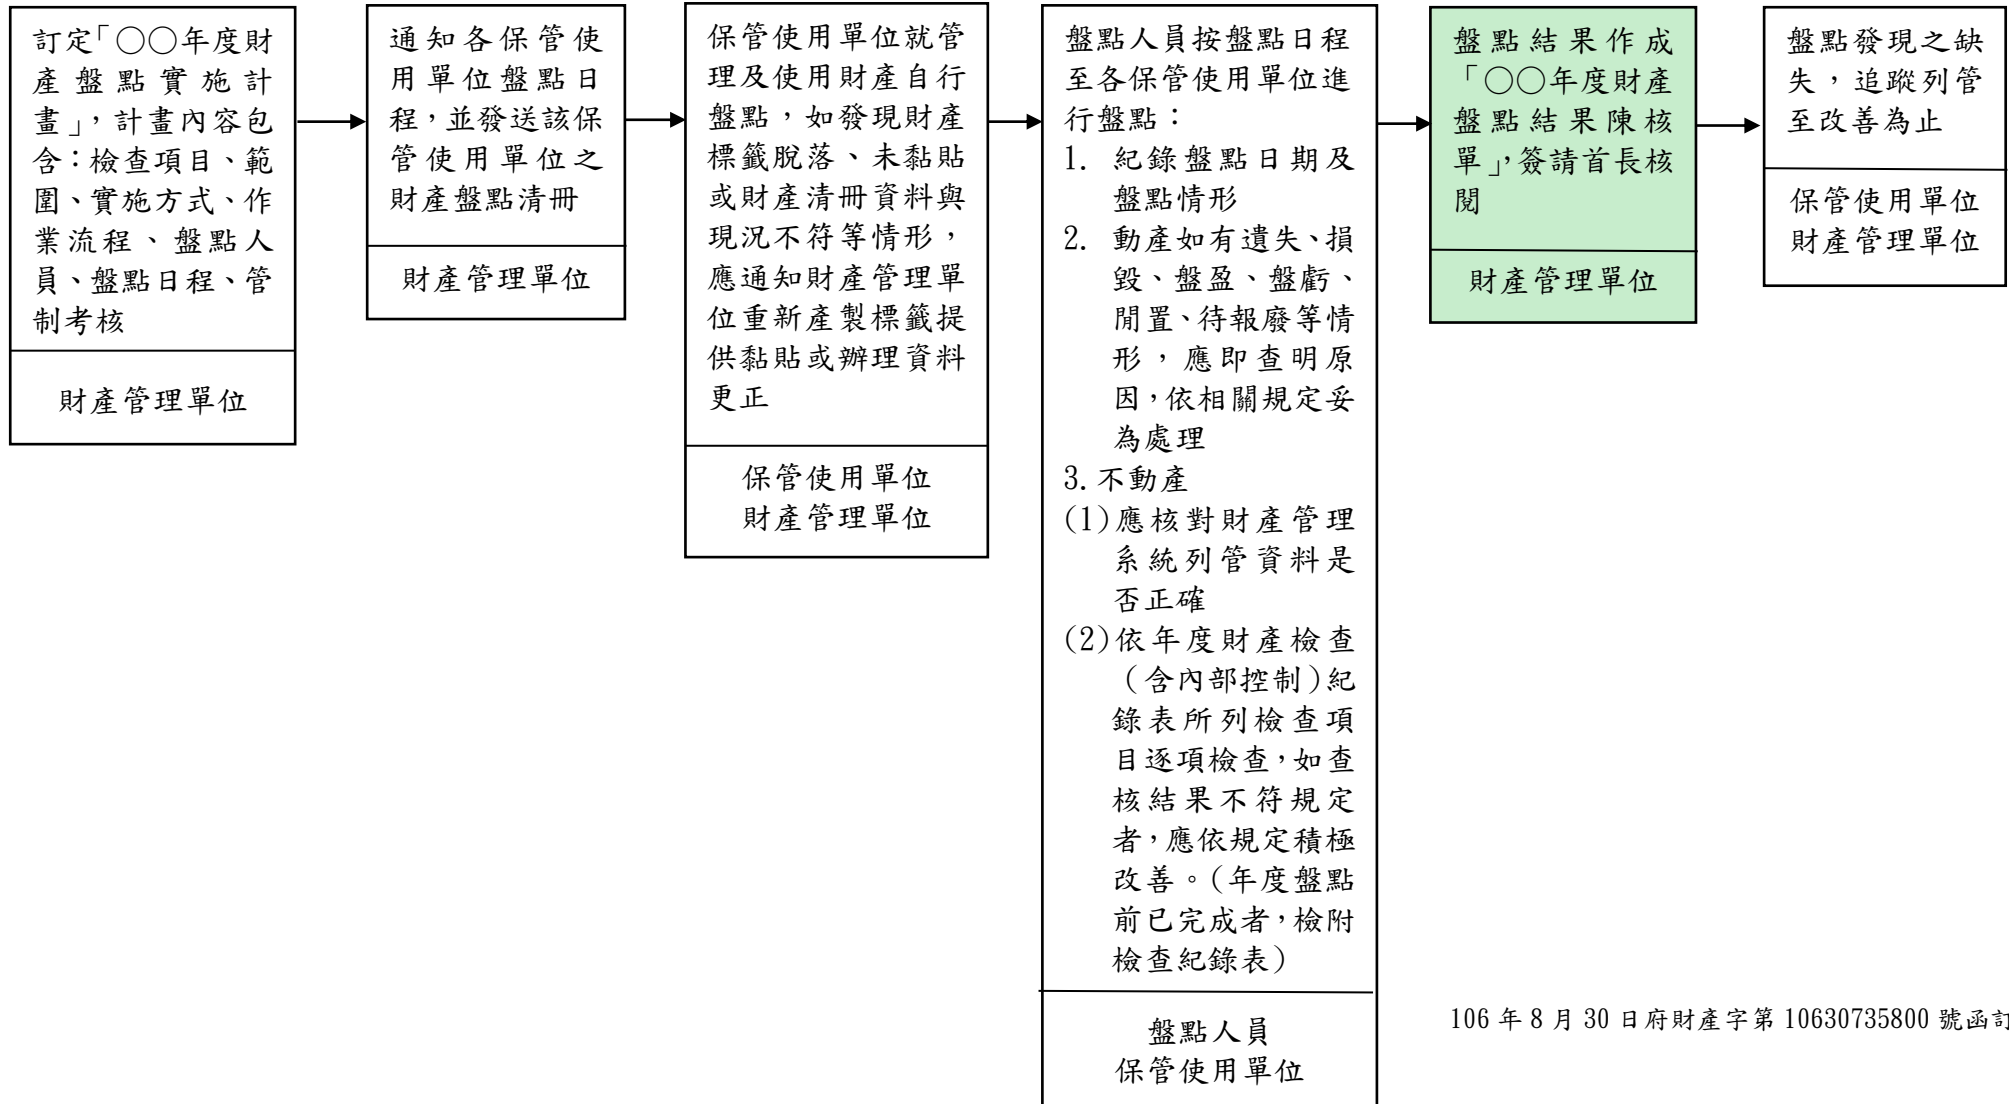 訂定「○○年度財
產盤點實施計
畫」，計畫內容包
含：檢查項目、範
圍、實施方式、作
業流程、盤點人
員、盤點日程、管
制考核
財產管理單位
通知各保管使
用單位盤點日
程，並發送該保
管使用單位之
財產盤點清冊
財產管理單位
保管使用單位就管
理及使用財產自行
盤點，如發現財產
標籤脫落、未黏貼
或財產清冊資料與
現況不符等情形，
應通知財產管理單
位重新產製標籤提
供黏貼或辦理資料
更正
保管使用單位
財產管理單位
盤點人員按盤點日程
至各保管使用單位進
行盤點：
1. 紀錄盤點日期及
盤點情形
2. 動產如有遺失、損
毀、盤盈、盤虧、
閒置、待報廢等情
形，應即查明原
因，依相關規定妥
為處理
3.不動產
(1)應核對財產管理
系統列管資料是
否正確
(2)依年度財產檢查
（含內部控制）紀
錄表所列檢查項
目逐項檢查，如查
核結果不符規定
者，應依規定積極
改善。（年度盤點
前已完成者，檢附
檢查紀錄表）
盤點人員
保管使用單位
盤點結果作成
「○○年度財產
盤點結果陳核
單」，簽請首長核
閱
財產管理單位
盤點發現之缺
失，追蹤列管
至改善為止
保管使用單位
財產管理單位
106 年 8 月 30 日府財產字第 10630735800 號函訂